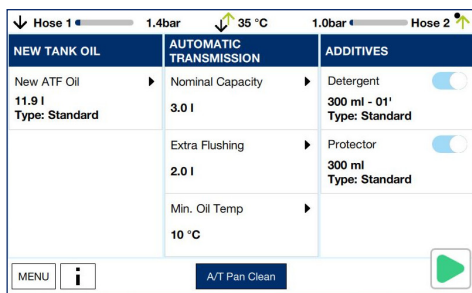 Hose 1 1.4bar 35 °C 1.0bar Hose 2
NEW TANK OIL
New ATF Oil
11.9 l
Type: Standard
AUTOMATIC
TRANSMISSION
Nominal Capacity
3.0 l
Extra Flushing
2.0 l
Min. Oil Temp
10 °C
ADDITIVES
Detergent
300 ml - 01'
Type: Standard
Protector
300 ml
Type: Standard
MENU i A/T Pan Clean